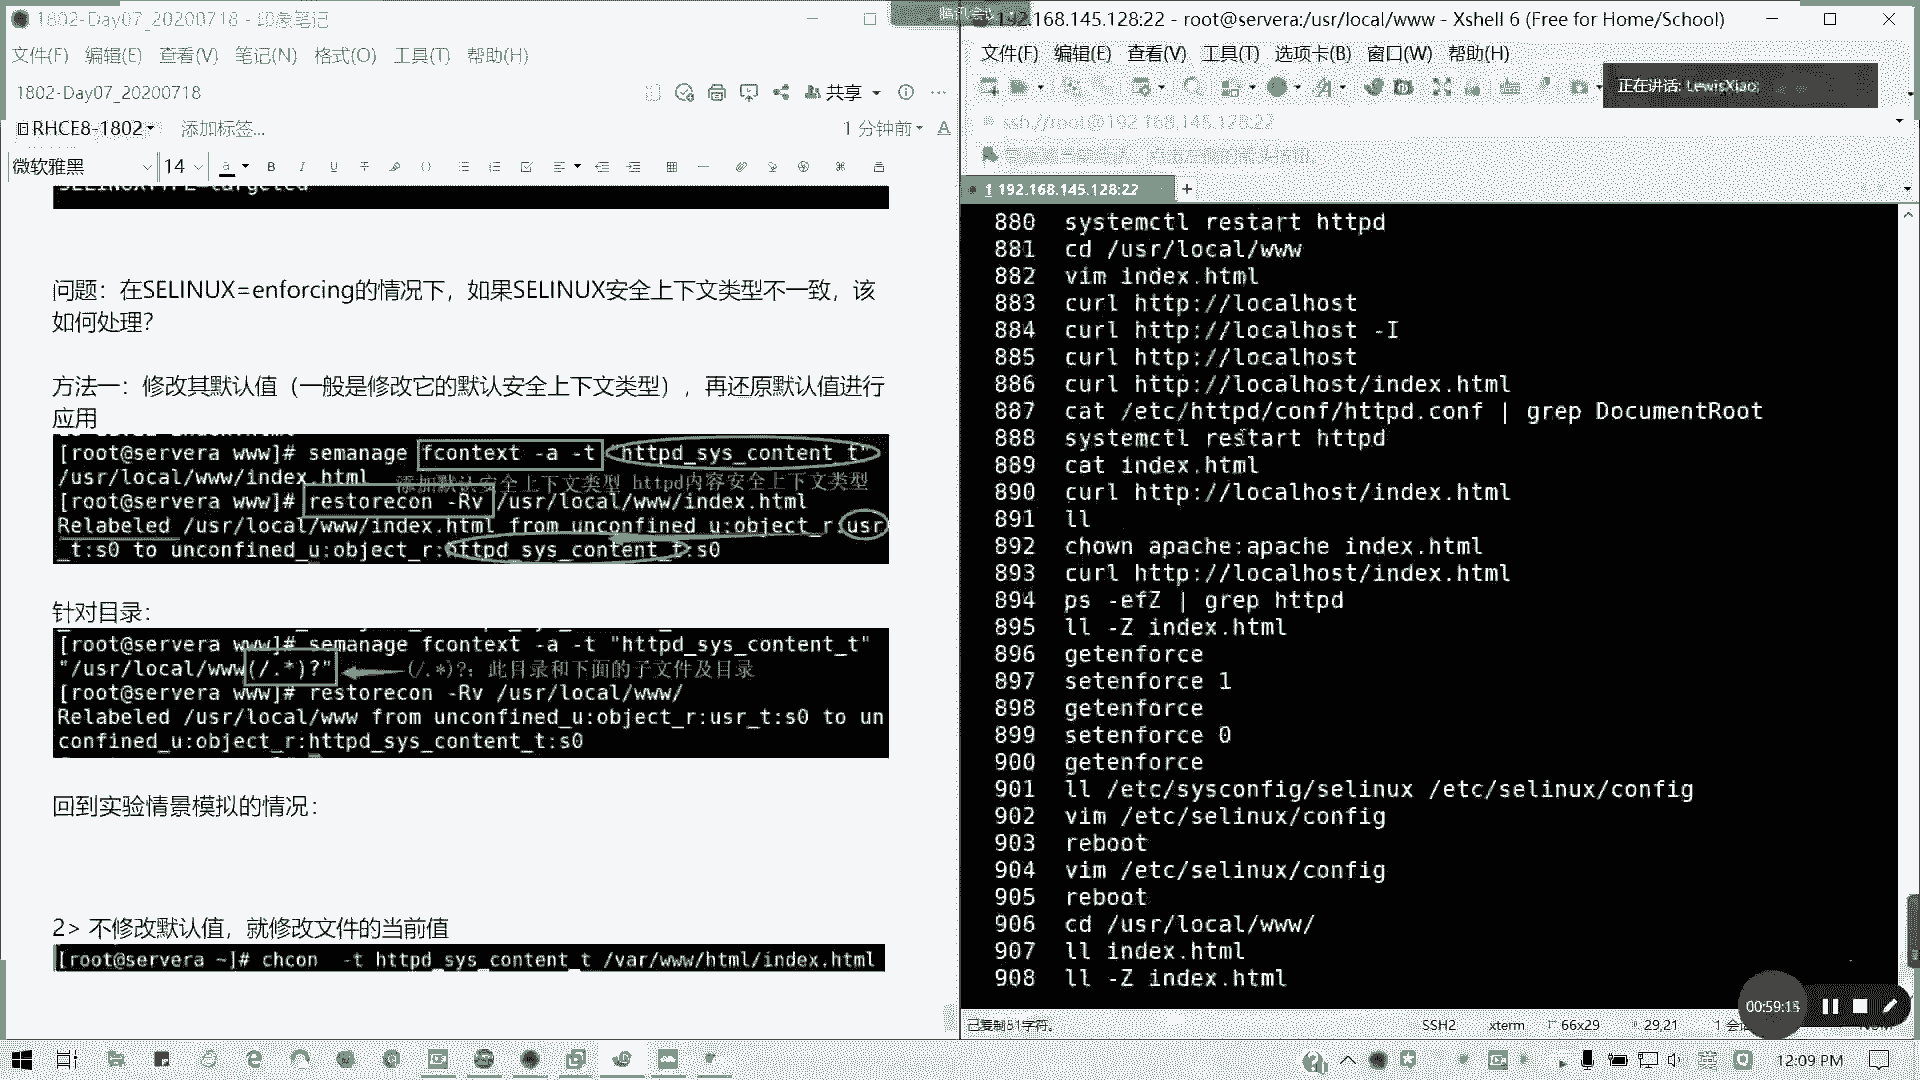 1802-Day07_20200718 - 印象笔记
文件(F) 编辑(E) 查看(V) 笔记(N) 格式(O) 工具(T) 帮助(H)
1802-Day07_20200718
共享
RHCE8-1802
添加标签...
1 分钟前
微软雅黑
14
SELINUXTYPE=targeted
问题：在SELINUX=enforcing的情况下，如果SELINUX安全上下文类型不一致，该
如何处理？
方法一：修改其默认值（一般是修改它的默认安全上下文类型），再还原默认值进行
应用
[root@servera www]# semanage fcontext -a -t "httpd_sys_content_t"
/usr/local/www/index.html
添加默认安全上下文类型 httpd内容安全上下文类型
[root@servera www]# restorecon -Rv /usr/local/www/index.html
Relabeled /usr/local/www/index.html from unconfined_u:object_r:usr
_t:s0 to unconfined_u:object_r:httpd_sys_content_t:s0
针对目录：
[root@servera www]# semanage fcontext -a -t "httpd_sys_content_t"
"/usr/local/www(/.*)?"
(/.*)?：此目录和下面的子文件及目录
[root@servera www]# restorecon -Rv /usr/local/www/
Relabeled /usr/local/www from unconfined_u:object_r:usr_t:s0 to un
confined_u:object_r:httpd_sys_content_t:s0
回到实验情景模拟的情况：
2> 不修改默认值，就修改文件的当前值
[root@servera ~]# chcon -t httpd_sys_content_t /var/www/html/index.html
192.168.145.128:22 - root@servera:/usr/local/www - Xshell 6 (Free for Home/School)
文件(F) 编辑(E) 查看(V) 工具(T) 选项卡(B) 窗口(W) 帮助(H)
正在讲话: LewisXiao;
ssh://root@192.168.145.128:22
1 192.168.145.128:22
880 systemctl restart httpd
881 cd /usr/local/www
882 vim index.html
883 curl http://localhost
884 curl http://localhost -I
885 curl http://localhost
886 curl http://localhost/index.html
887 cat /etc/httpd/conf/httpd.conf | grep DocumentRoot
888 systemctl restart httpd
889 cat index.html
890 curl http://localhost/index.html
891 ll
892 chown apache:apache index.html
893 curl http://localhost/index.html
894 ps -efZ | grep httpd
895 ll -Z index.html
896 getenforce
897 setenforce 1
898 getenforce
899 setenforce 0
900 getenforce
901 ll /etc/sysconfig/selinux /etc/selinux/config
902 vim /etc/selinux/config
903 reboot
904 vim /etc/selinux/config
905 reboot
906 cd /usr/local/www/
907 ll index.html
908 ll -Z index.html
已复制51字符。
SSH2 xterm 66x29 29,21
00:59:15
12:09 PM